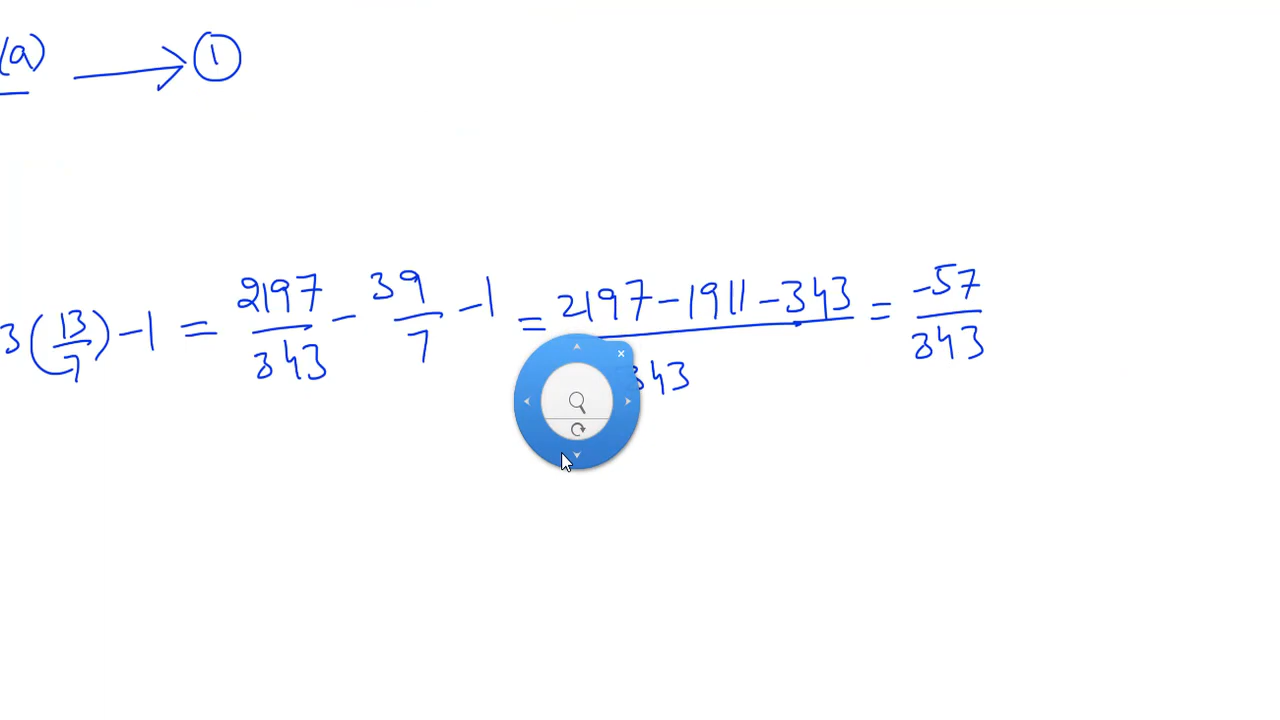 (a) ⟶ ①
3(13/7) - 1 = 2197/343 - 39/7 - 1 = 2197 - 1911 - 343/343 = -57/343